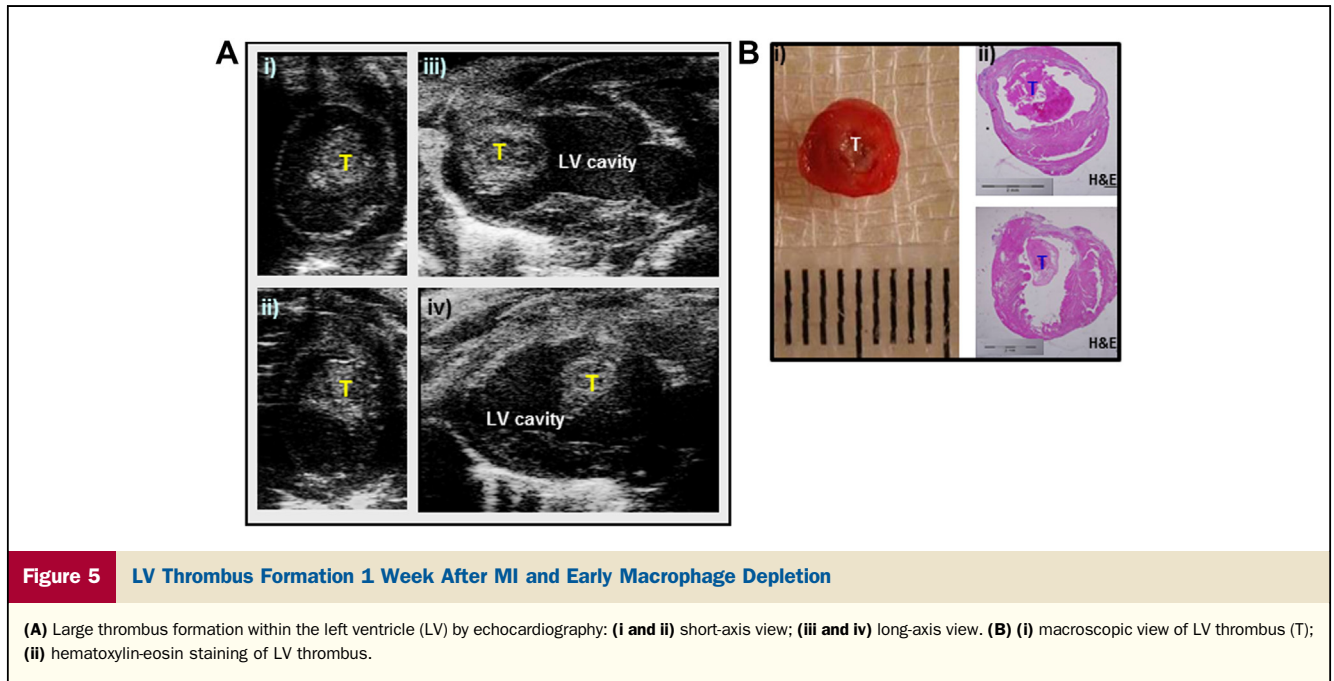 A
i)
iii)
T
T
LV cavity
ii)
iv)
T
T
LV cavity
B
i)
ii)
T
T
H&E
T
H&E
Figure 5
LV Thrombus Formation 1 Week After MI and Early Macrophage Depletion
(A) Large thrombus formation within the left ventricle (LV) by echocardiography: (i and ii) short-axis view; (iii and iv) long-axis view. (B) (i) macroscopic view of LV thrombus (T);
(ii) hematoxylin-eosin staining of LV thrombus.